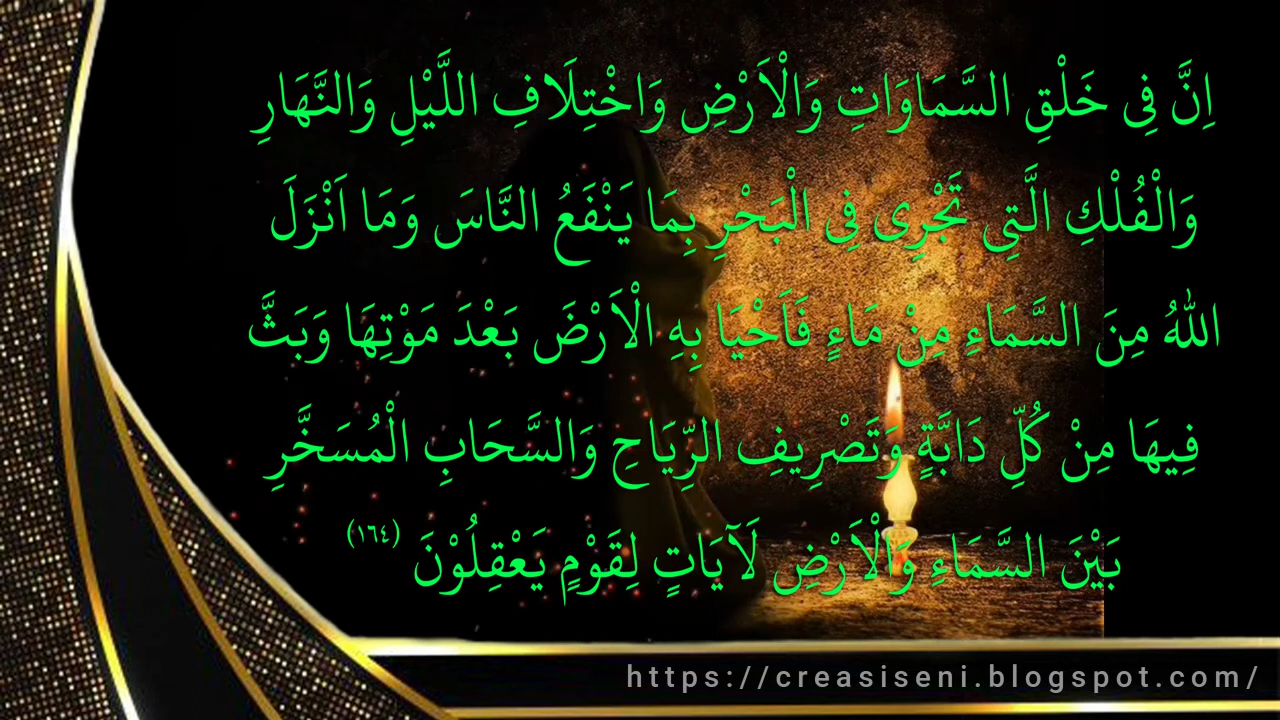 اِنَّ فِى خَلْقِ السَّمَاوَاتِ وَالْاَرْضِ وَاخْتِلَافِ اللَّيْلِ وَالنَّهَارِ
وَالْفُلْكِ الَّتِى تَجْرِى فِى الْبَحْرِ بِمَا يَنْفَعُ النَّاسَ وَمَا اَنْزَلَ
اللهُ مِنَ السَّمَاءِ مِنْ مَاءٍ فَاَحْيَا بِهِ الْاَرْضَ بَعْدَ مَوْتِهَا وَبَثَّ
فِيهَا مِنْ كُلِّ دَابَّةٍ وَتَصْرِيفِ الرِّيَاحِ وَالسَّحَابِ الْمُسَخَّرِ
بَيْنَ السَّمَاءِ وَالْاَرْضِ لَآيَاتٍ لِقَوْمٍ يَعْقِلُوْنَ (١٦٤)
https://creasiseni.blogspot.com/